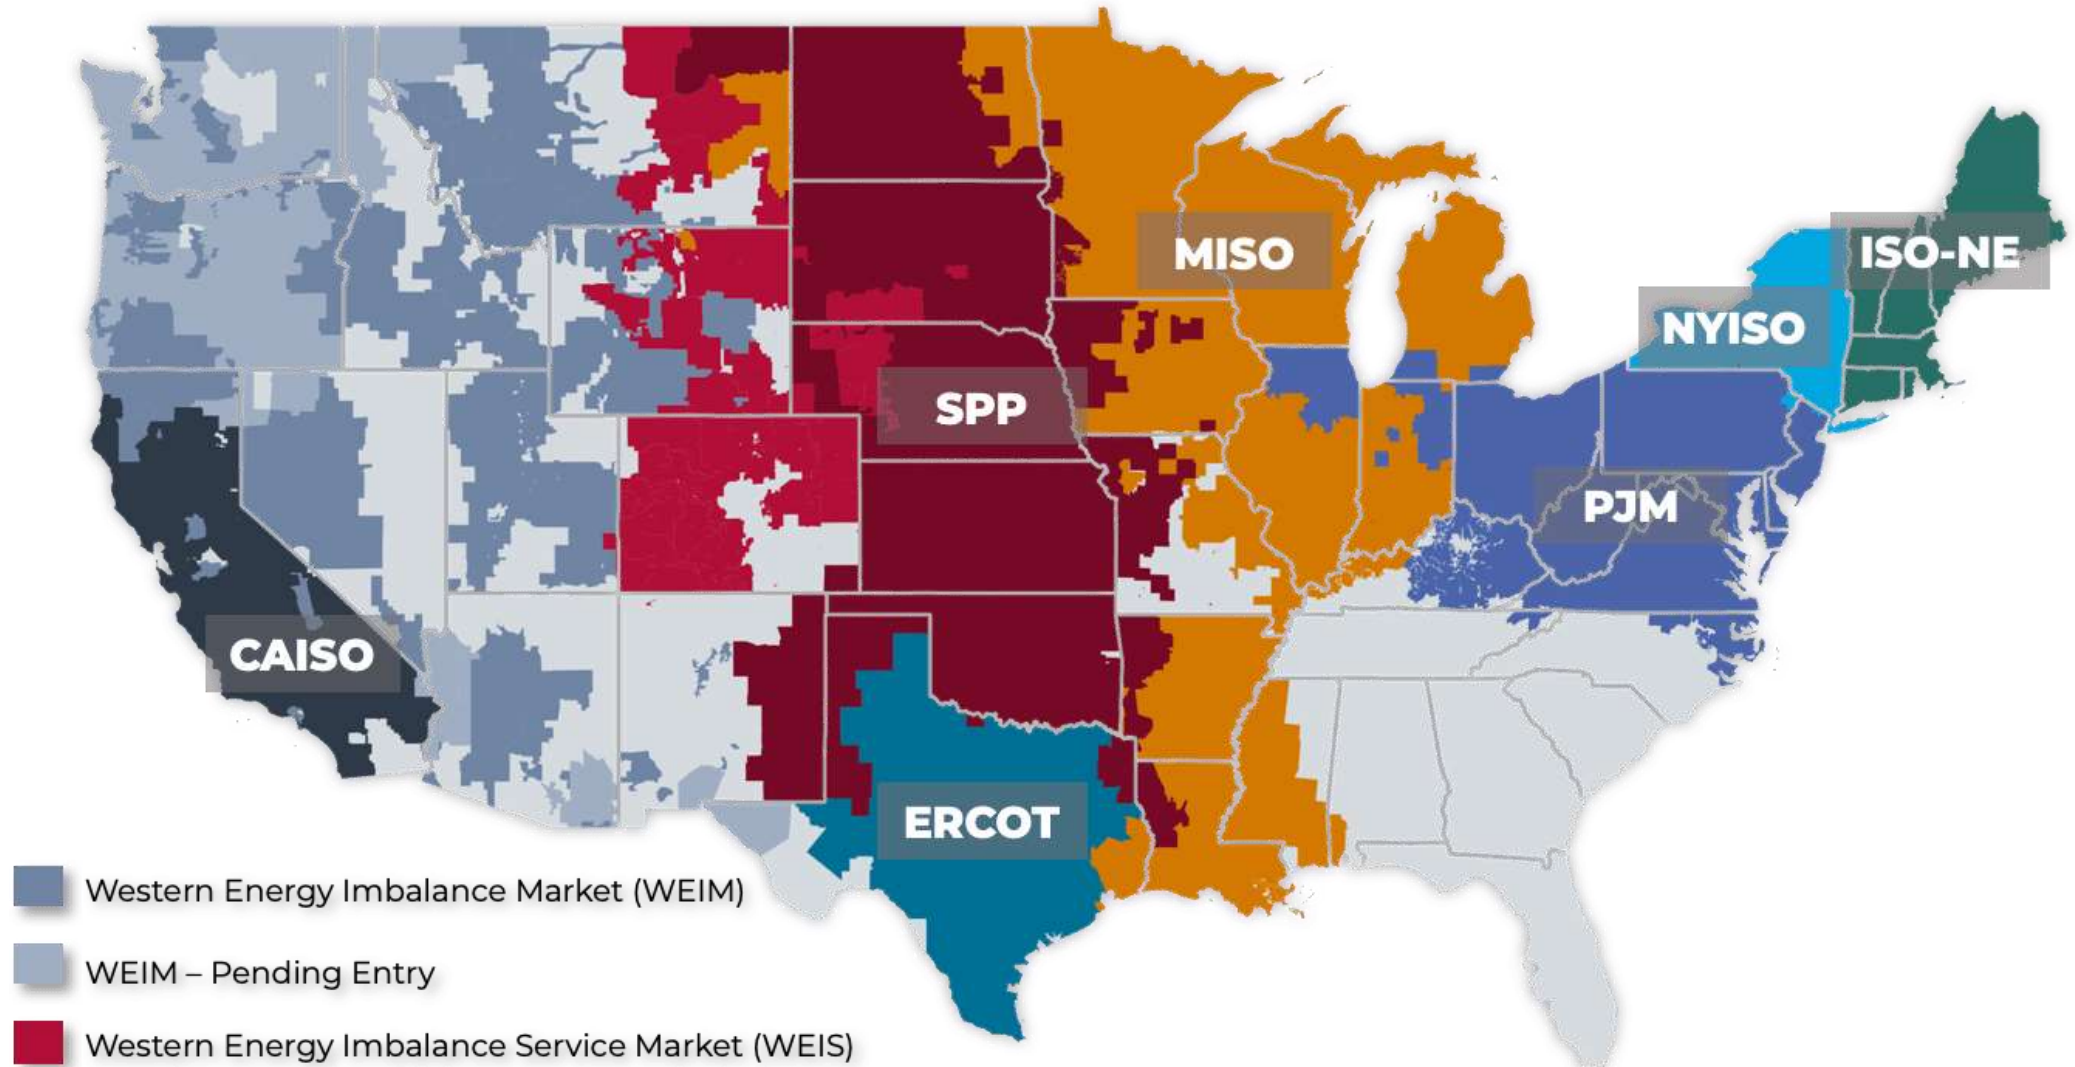 MISO
ISO-NE
NYISO
SPP
PJM
CAISO
ERCOT
Western Energy Imbalance Market (WEIM)
WEIM – Pending Entry
Western Energy Imbalance Service Market (WEIS)